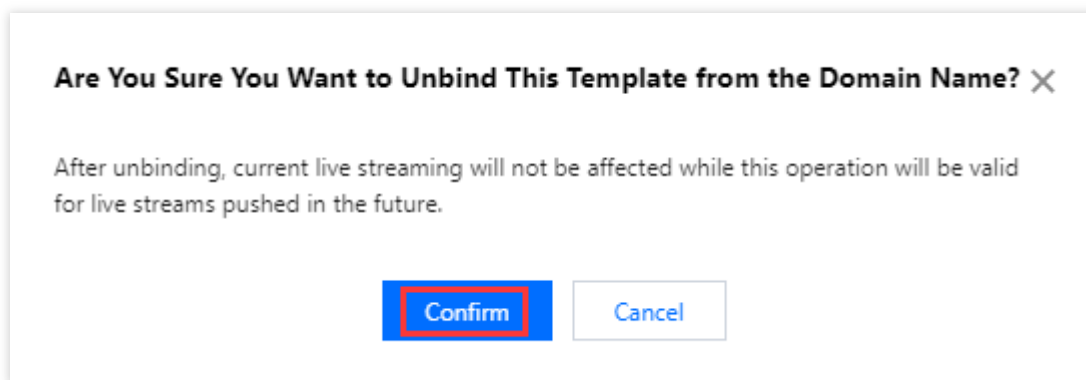 Are You Sure You Want to Unbind This Template from the Domain Name?
After unbinding, current live streaming will not be affected while this operation will be valid
for live streams pushed in the future.
Confirm Cancel